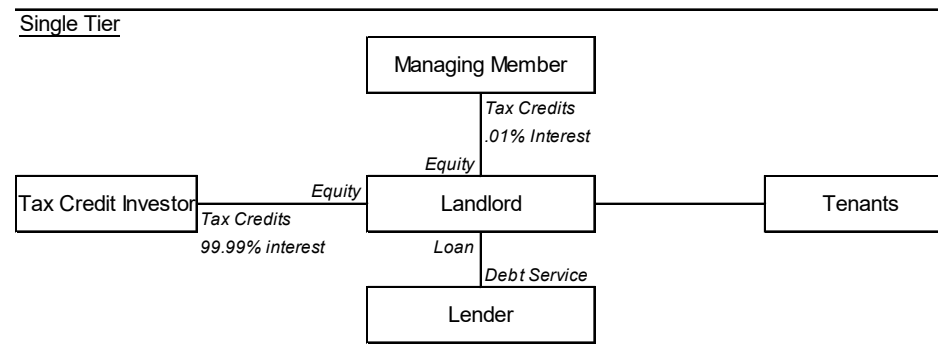 Single Tier
Managing Member
Tax Credits
.01% Interest
Equity
Tax Credit Investor
Equity
Landlord
Tenants
Tax Credits
99.99% interest
Loan
Debt Service
Lender